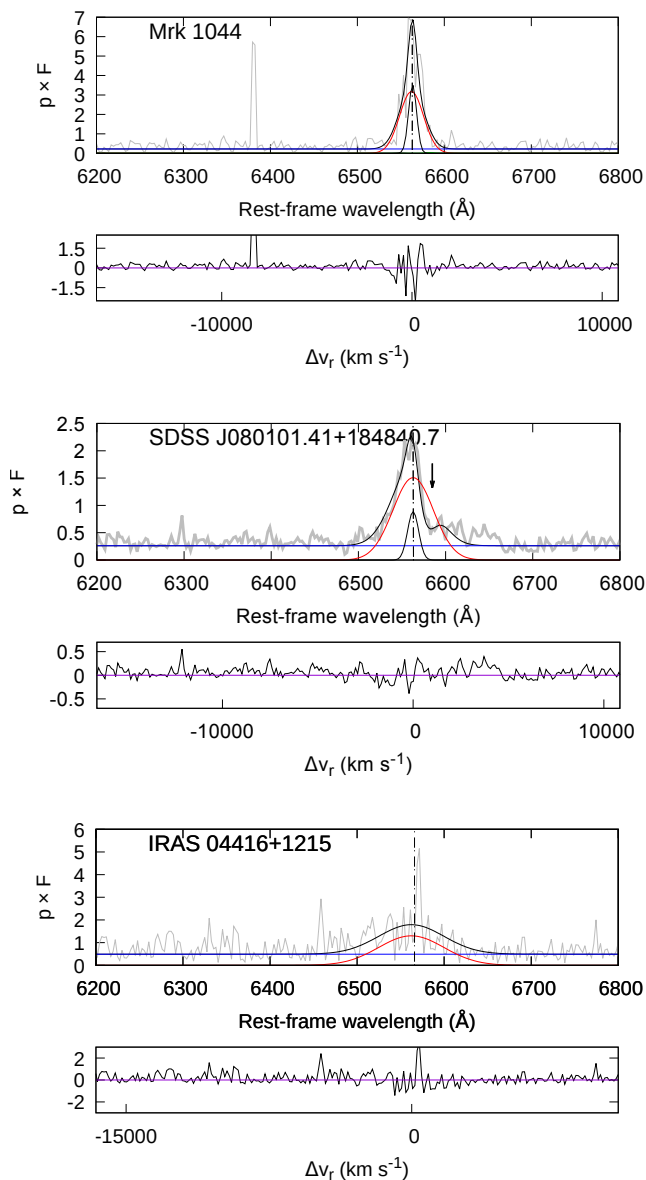 Mrk 1044
p × F
7
6
5
4
3
2
1
0
6200 6300 6400 6500 6600 6700 6800
Rest-frame wavelength (Å)
1.5
0
-1.5
-10000 0 10000
Δvr (km s-1)
SDSS J080101.41+184840.7
p × F
2.5
2
1.5
1
0.5
0
6200 6300 6400 6500 6600 6700 6800
Rest-frame wavelength (Å)
0.5
0
-0.5
-10000 0 10000
Δvr (km s-1)
IRAS 04416+1215
p × F
6
5
4
3
2
1
0
6200 6300 6400 6500 6600 6700 6800
Rest-frame wavelength (Å)
2
0
-2
-15000 0
Δvr (km s-1)